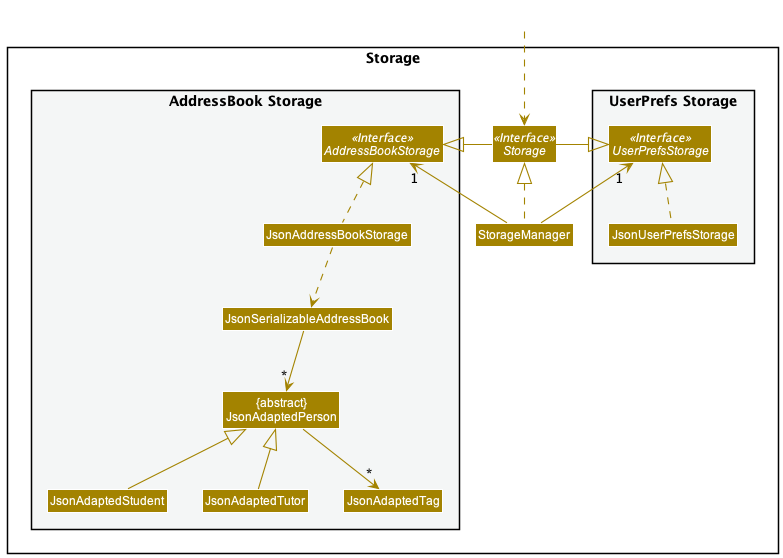 Storage
AddressBook Storage
UserPrefs Storage
«Interface»
AddressBookStorage
«Interface»
Storage
«Interface»
UserPrefsStorage
1
1
JsonAddressBookStorage
StorageManager
JsonUserPrefsStorage
JsonSerializableAddressBook
*
{abstract}
JsonAdaptedPerson
*
JsonAdaptedStudent
JsonAdaptedTutor
JsonAdaptedTag